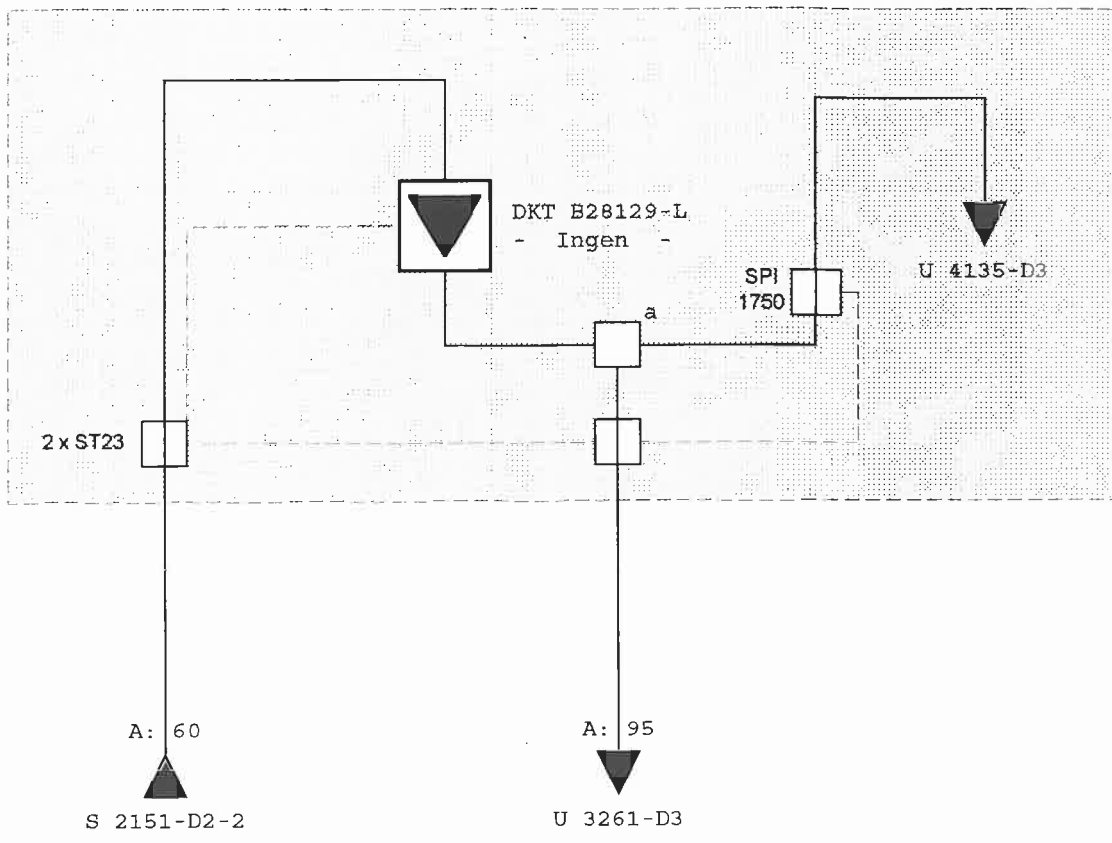 DKT B28129-L
- Ingen -
U 4135-D3
SPI
1750
a
2 x ST23
A: 60
A: 95
S 2151-D2-2
U 3261-D3